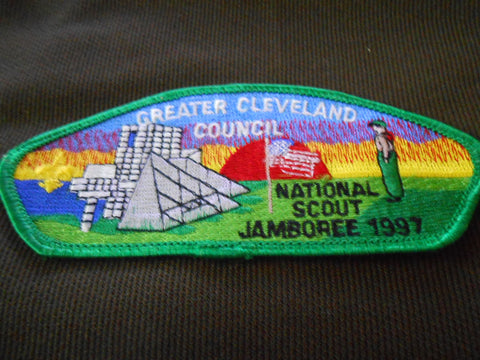 GREATER CLEVELAND
COUNCIL
NATIONAL
SCOUT
JAMBOREE 1997